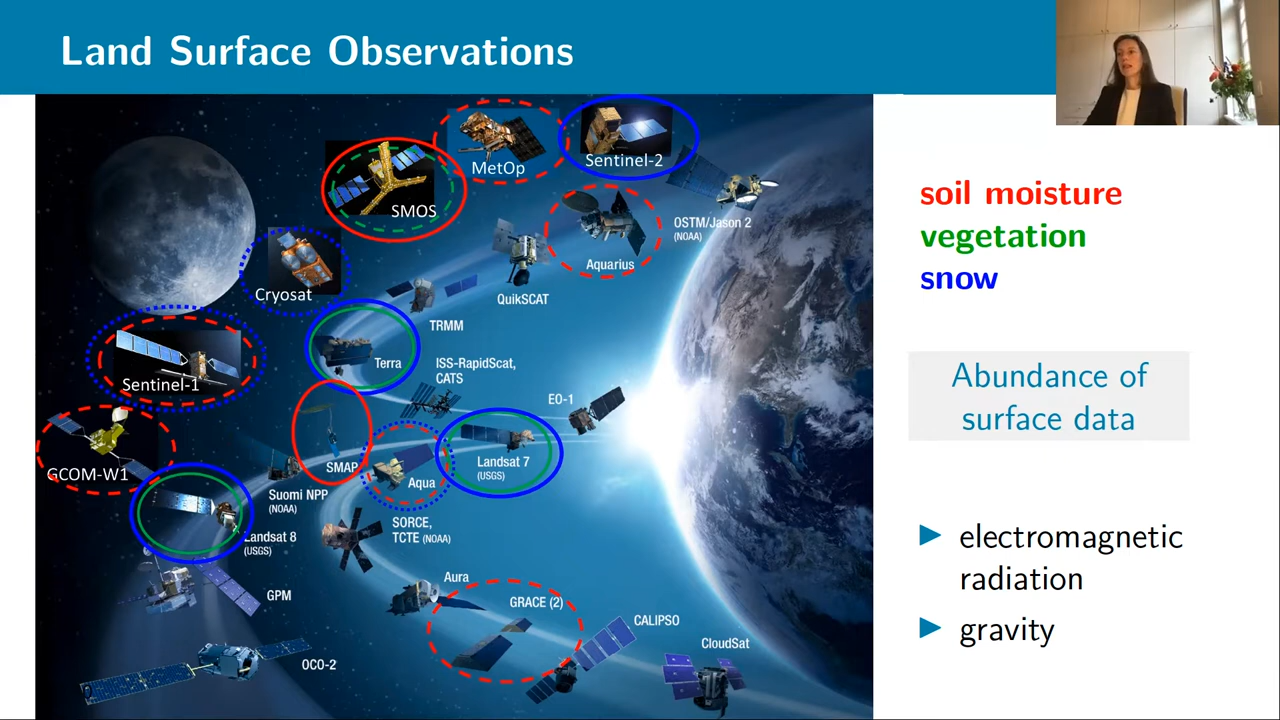 Land Surface Observations
MetOp
Sentinel-2
SMOS
OSTM/Jason 2
(NOAA)
Aquarius
Cryosat
QuikSCAT
TRMM
Terra
ISS-RapidScat,
CATS
Sentinel-1
EO-1
GCOM-W1
SMAP
Aqua
Landsat 7
(USGS)
Suomi NPP
(NOAA)
SORCE,
TCTE (NOAA)
Landsat 8
(USGS)
Aura
GPM
GRACE (2)
CALIPSO
CloudSat
OCO-2
soil moisture
vegetation
snow
Abundance of
surface data
electromagnetic
radiation
gravity